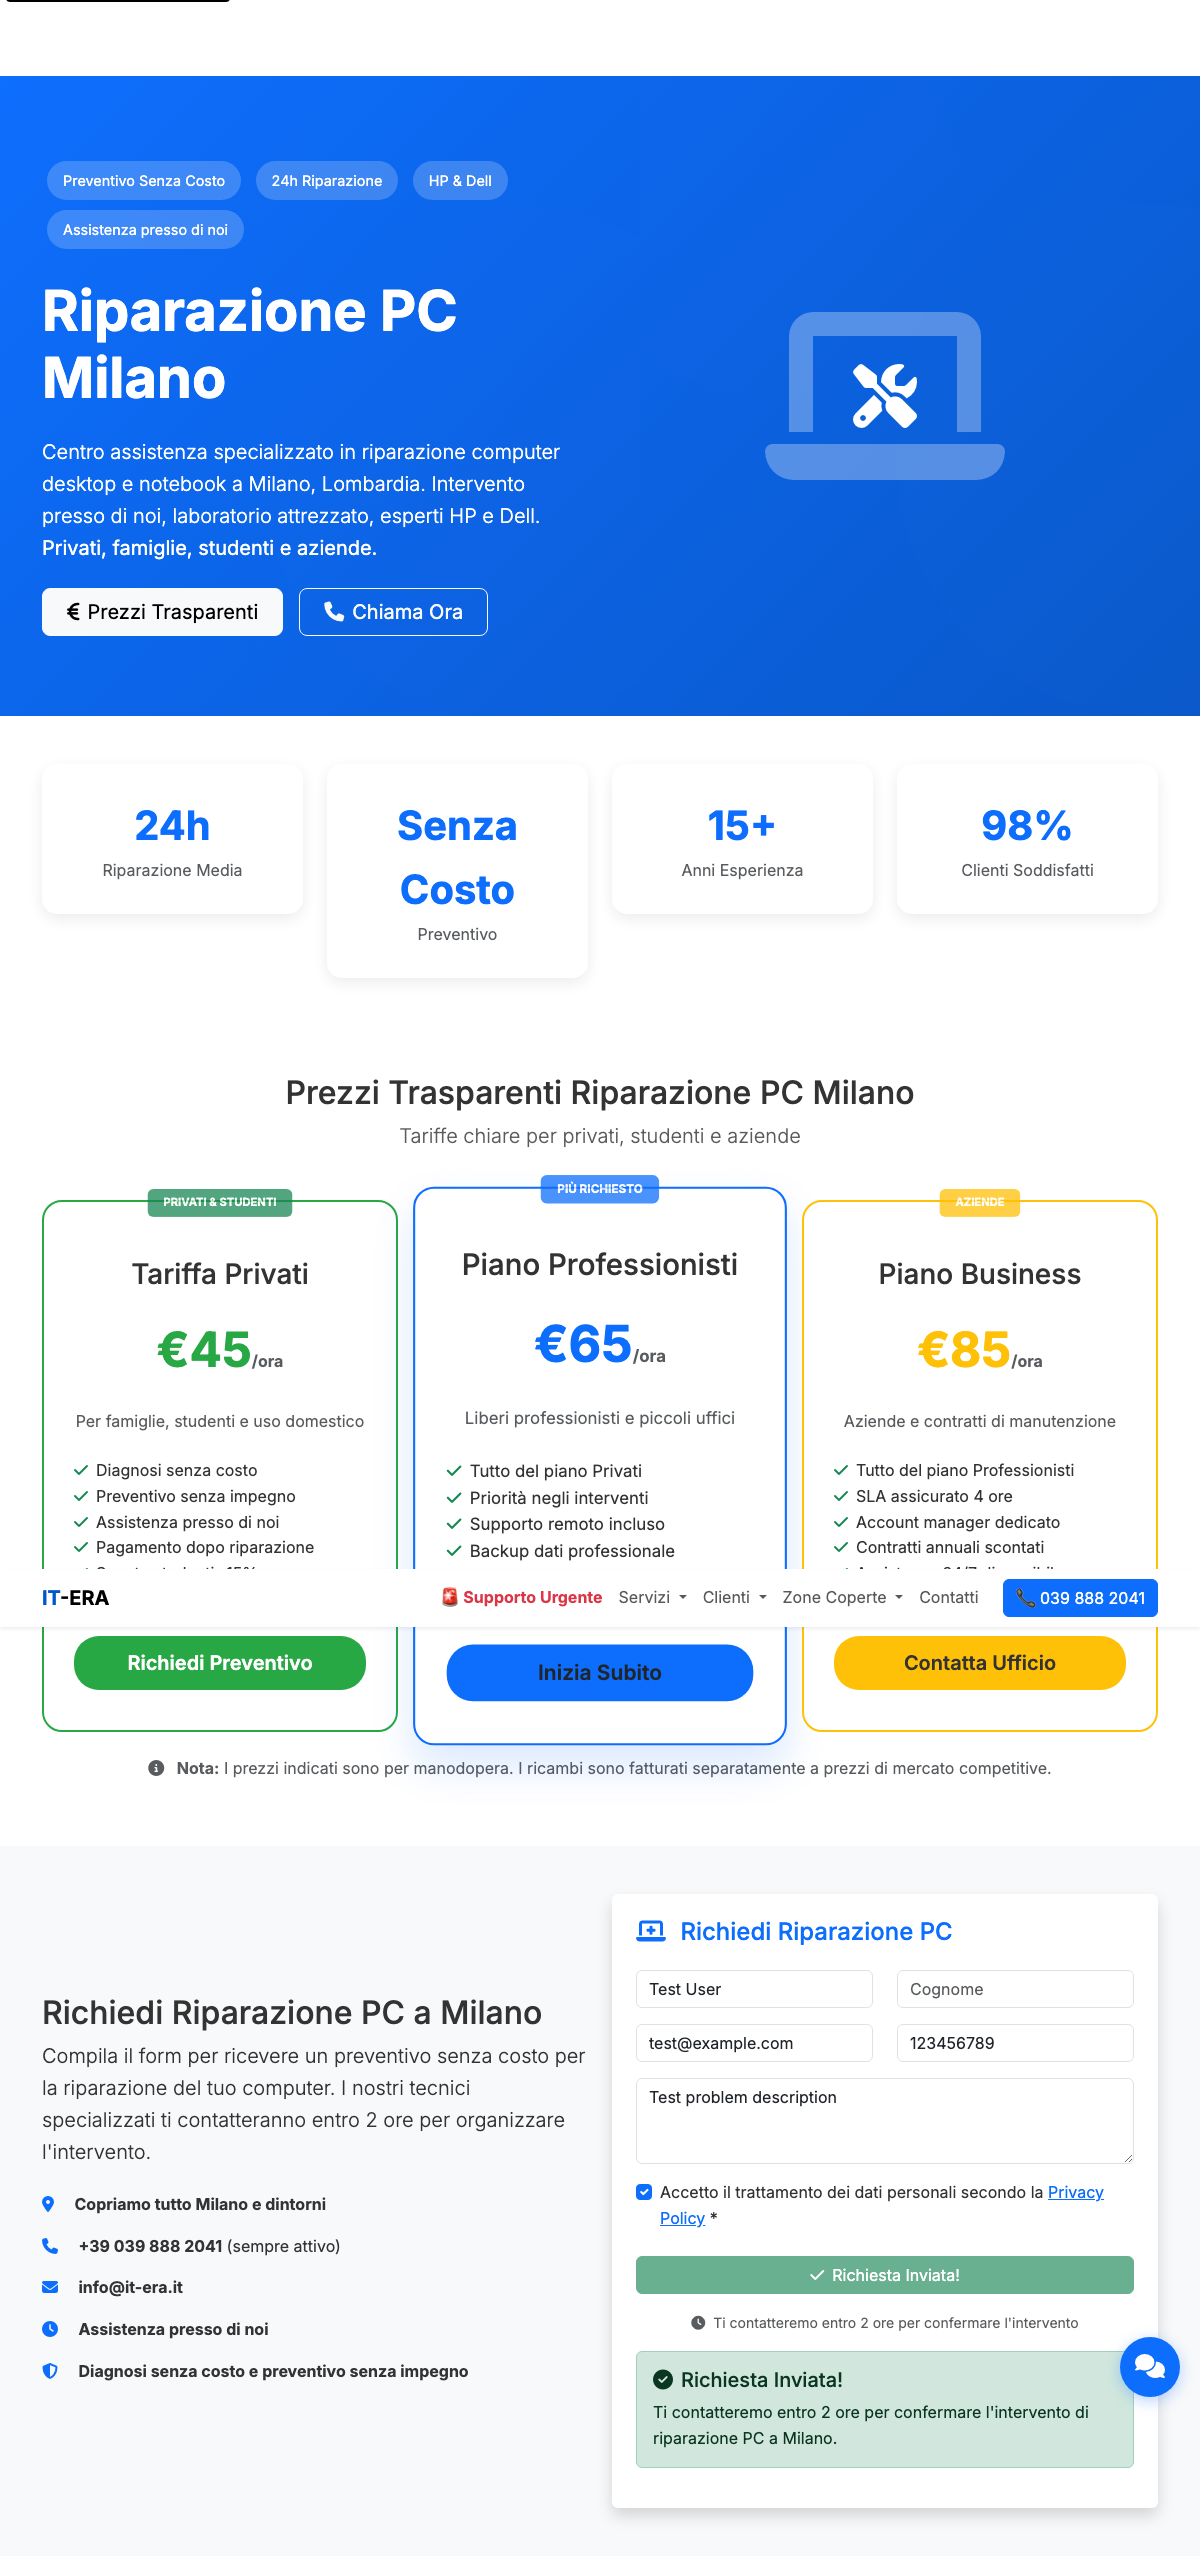 Preventivo Senza Costo
24h Riparazione
HP & Dell
Assistenza presso di noi
Riparazione PC
Milano
Centro assistenza specializzato in riparazione computer
desktop e notebook a Milano, Lombardia. Intervento
presso di noi, laboratorio attrezzato, esperti HP e Dell.
Privati, famiglie, studenti e aziende.
€ Prezzi Trasparenti
Chiama Ora
24h
Riparazione Media
Senza
Costo
Preventivo
15+
Anni Esperienza
98%
Clienti Soddisfatti
Prezzi Trasparenti Riparazione PC Milano
Tariffe chiare per privati, studenti e aziende
PRIVATI & STUDENTI
Tariffa Privati
€45/ora
Per famiglie, studenti e uso domestico
Diagnosi senza costo
Preventivo senza impegno
Assistenza presso di noi
Pagamento dopo riparazione
Richiedi Preventivo
PIÙ RICHIESTO
Piano Professionisti
€65/ora
Liberi professionisti e piccoli uffici
Tutto del piano Privati
Priorità negli interventi
Supporto remoto incluso
Backup dati professionale
Inizia Subito
AZIENDE
Piano Business
€85/ora
Aziende e contratti di manutenzione
Tutto del piano Professionisti
SLA assicurato 4 ore
Account manager dedicato
Contratti annuali scontati
Contatta Ufficio
IT-ERA
Supporto Urgente
Servizi
Clienti
Zone Coperte
Contatti
039 888 2041
Nota: I prezzi indicati sono per manodopera. I ricambi sono fatturati separatamente a prezzi di mercato competitive.
Richiedi Riparazione PC a Milano
Compila il form per ricevere un preventivo senza costo per
la riparazione del tuo computer. I nostri tecnici
specializzati ti contatteranno entro 2 ore per organizzare
l'intervento.
Copriamo tutto Milano e dintorni
+39 039 888 2041 (sempre attivo)
info@it-era.it
Assistenza presso di noi
Diagnosi senza costo e preventivo senza impegno
Richiedi Riparazione PC
Test User
Cognome
test@example.com
123456789
Test problem description
Accetto il trattamento dei dati personali secondo la Privacy
Policy *
Richiesta Inviata!
Ti contatteremo entro 2 ore per confermare l'intervento
Richiesta Inviata!
Ti contatteremo entro 2 ore per confermare l'intervento di
riparazione PC a Milano.